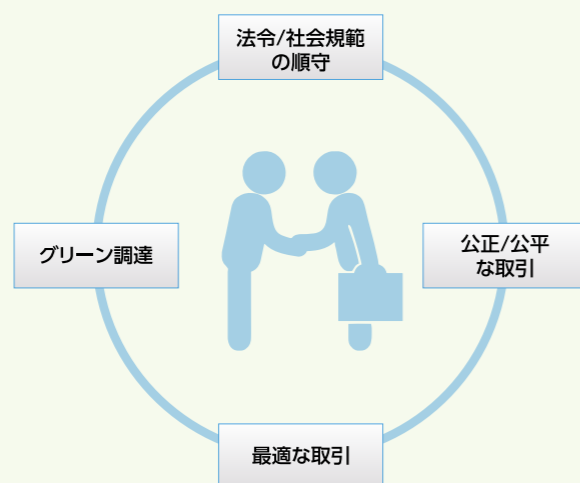 法令/社会規範
の順守
グリーン調達
公正/公平
な取引
最適な取引